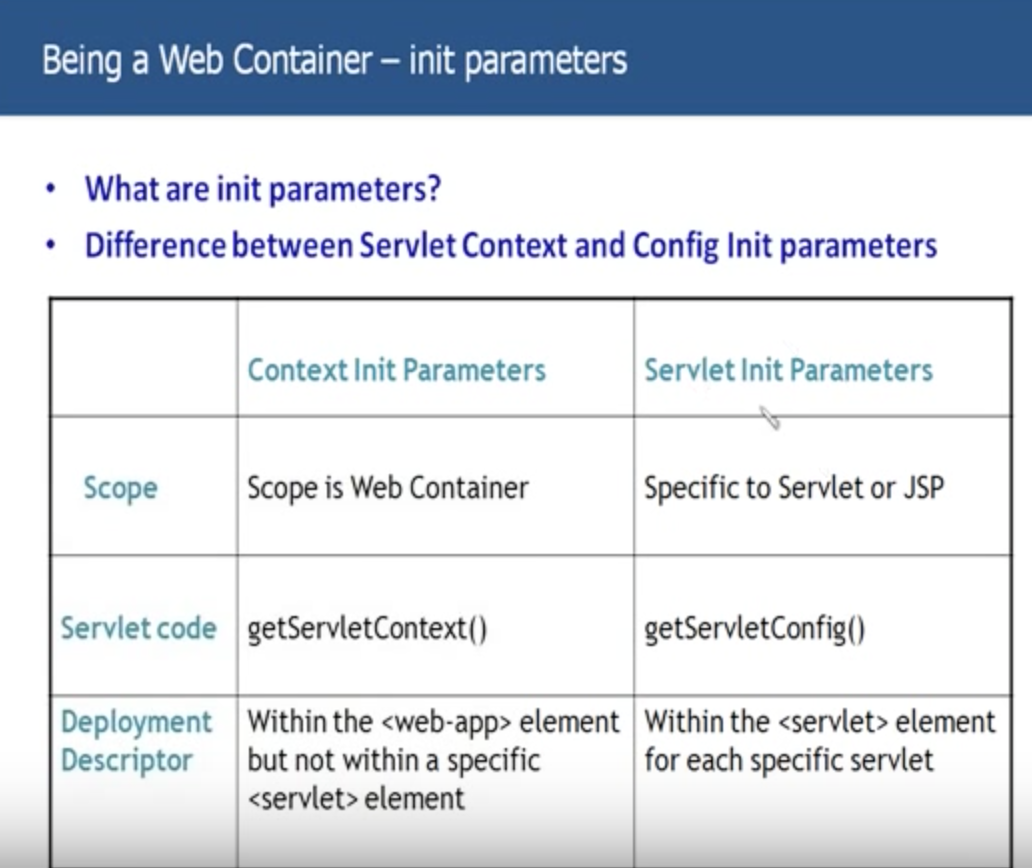 Being a Web Container – init parameters
• What are init parameters?
• Difference between Servlet Context and Config Init parameters
Context Init Parameters
Servlet Init Parameters
Scope
Scope is Web Container
Specific to Servlet or JSP
Servlet code
getServletContext()
getServletConfig()
Deployment
Descriptor
Within the <web-app> element
but not within a specific
<servlet> element
Within the <servlet> element
for each specific servlet